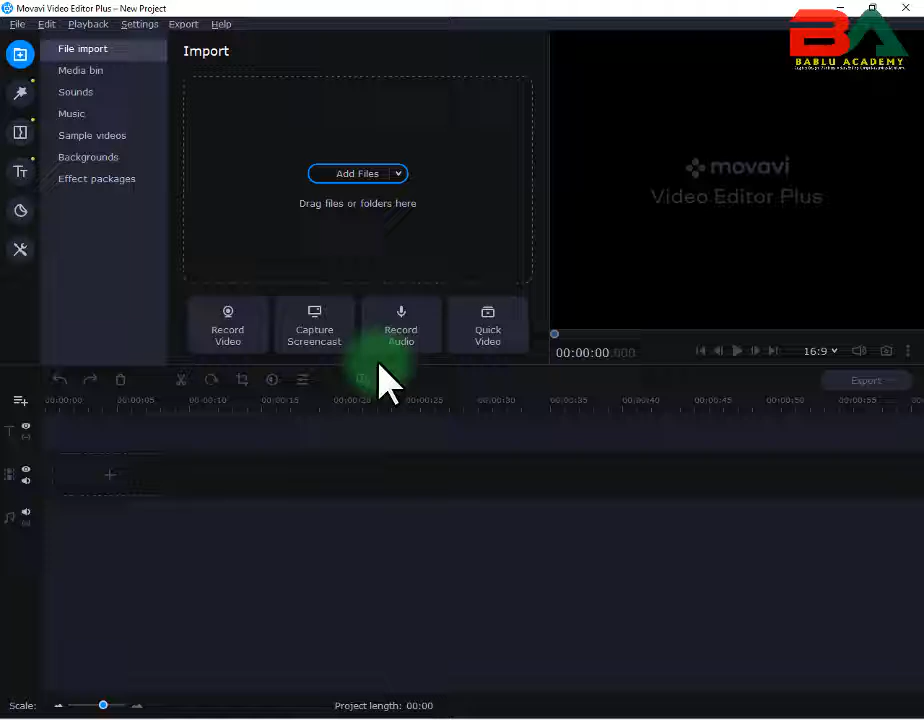 Movavi Video Editor Plus – New Project
File Edit Playback Settings Export Help
BA
BABLU ACADEMY
File import
Media bin
Sounds
Music
Sample videos
Backgrounds
Effect packages
Import
Add Files
Drag files or folders here
Record Video
Capture Screencast
Record Audio
Quick Video
movavi
Video Editor Plus
00:00:00.000
16:9
Export
00:00:00 00:00:05 00:00:10 00:00:15 00:00:20 00:00:25 00:00:30 00:00:35 00:00:40 00:00:45 00:00:50 00:00:55
Scale:
Project length: 00:00